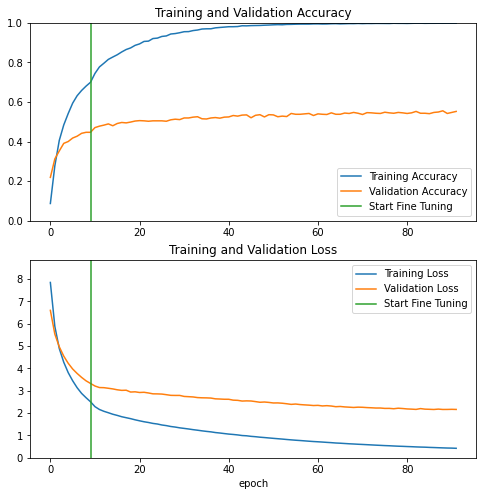 Training and Validation Accuracy
1.0
0.8
0.6
0.4
0.2
0.0
Training Accuracy
Validation Accuracy
Start Fine Tuning
0 20 40 60 80
Training and Validation Loss
8
7
6
5
4
3
2
1
0
Training Loss
Validation Loss
Start Fine Tuning
0 20 40 60 80
epoch